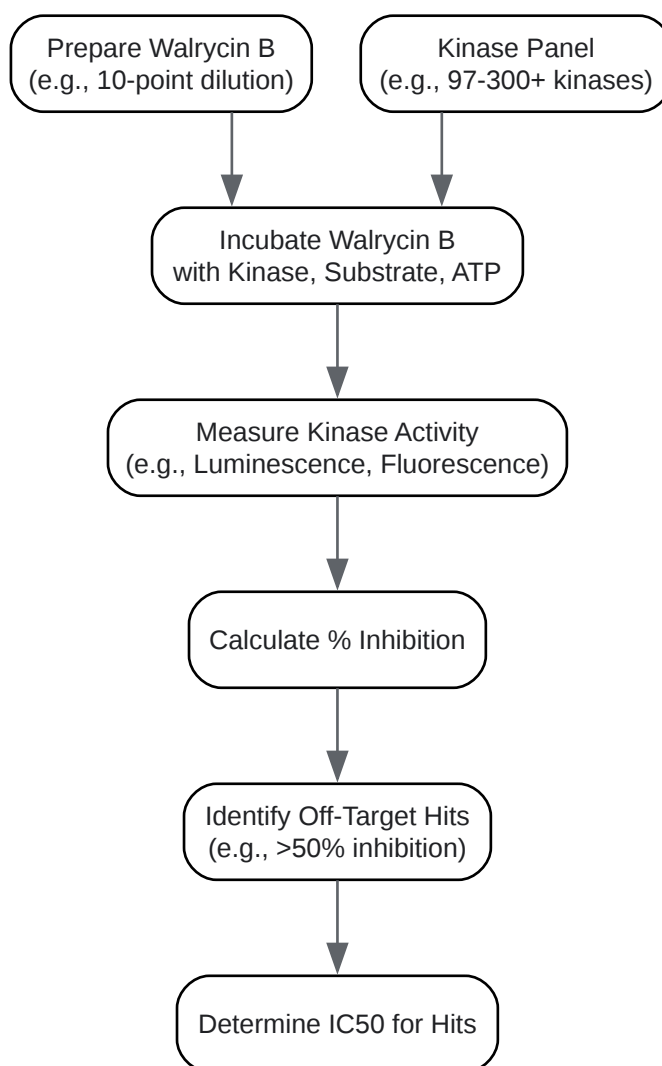 Prepare Walrycin B
(e.g., 10-point dilution)
Kinase Panel
(e.g., 97-300+ kinases)
Incubate Walrycin B
with Kinase, Substrate, ATP
Measure Kinase Activity
(e.g., Luminescence, Fluorescence)
Calculate % Inhibition
Identify Off-Target Hits
(e.g., >50% inhibition)
Determine IC50 for Hits